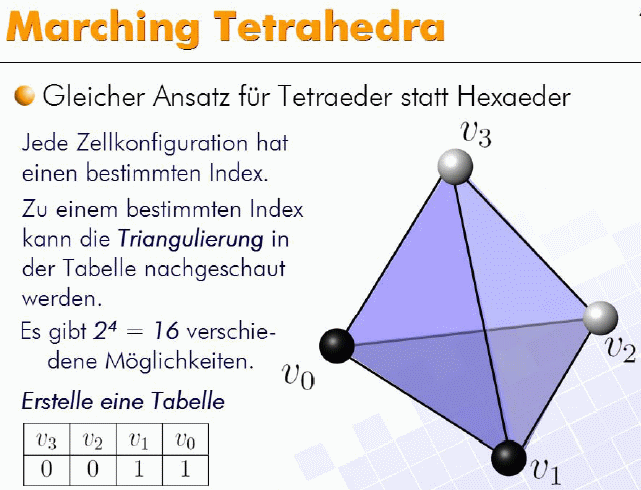 Marching Tetrahedra
Gleicher Ansatz für Tetraeder statt Hexaeder
Jede Zellkonfiguration hat
einen bestimmten Index.
Zu einem bestimmten Index
kann die Triangulierung in
der Tabelle nachgeschaut
werden.
Es gibt 2⁴ = 16 verschie-
dene Möglichkeiten.
Erstelle eine Tabelle
v₃ v₂ v₁ v₀
0 0 1 1
v₃
v₂
v₀
v₁